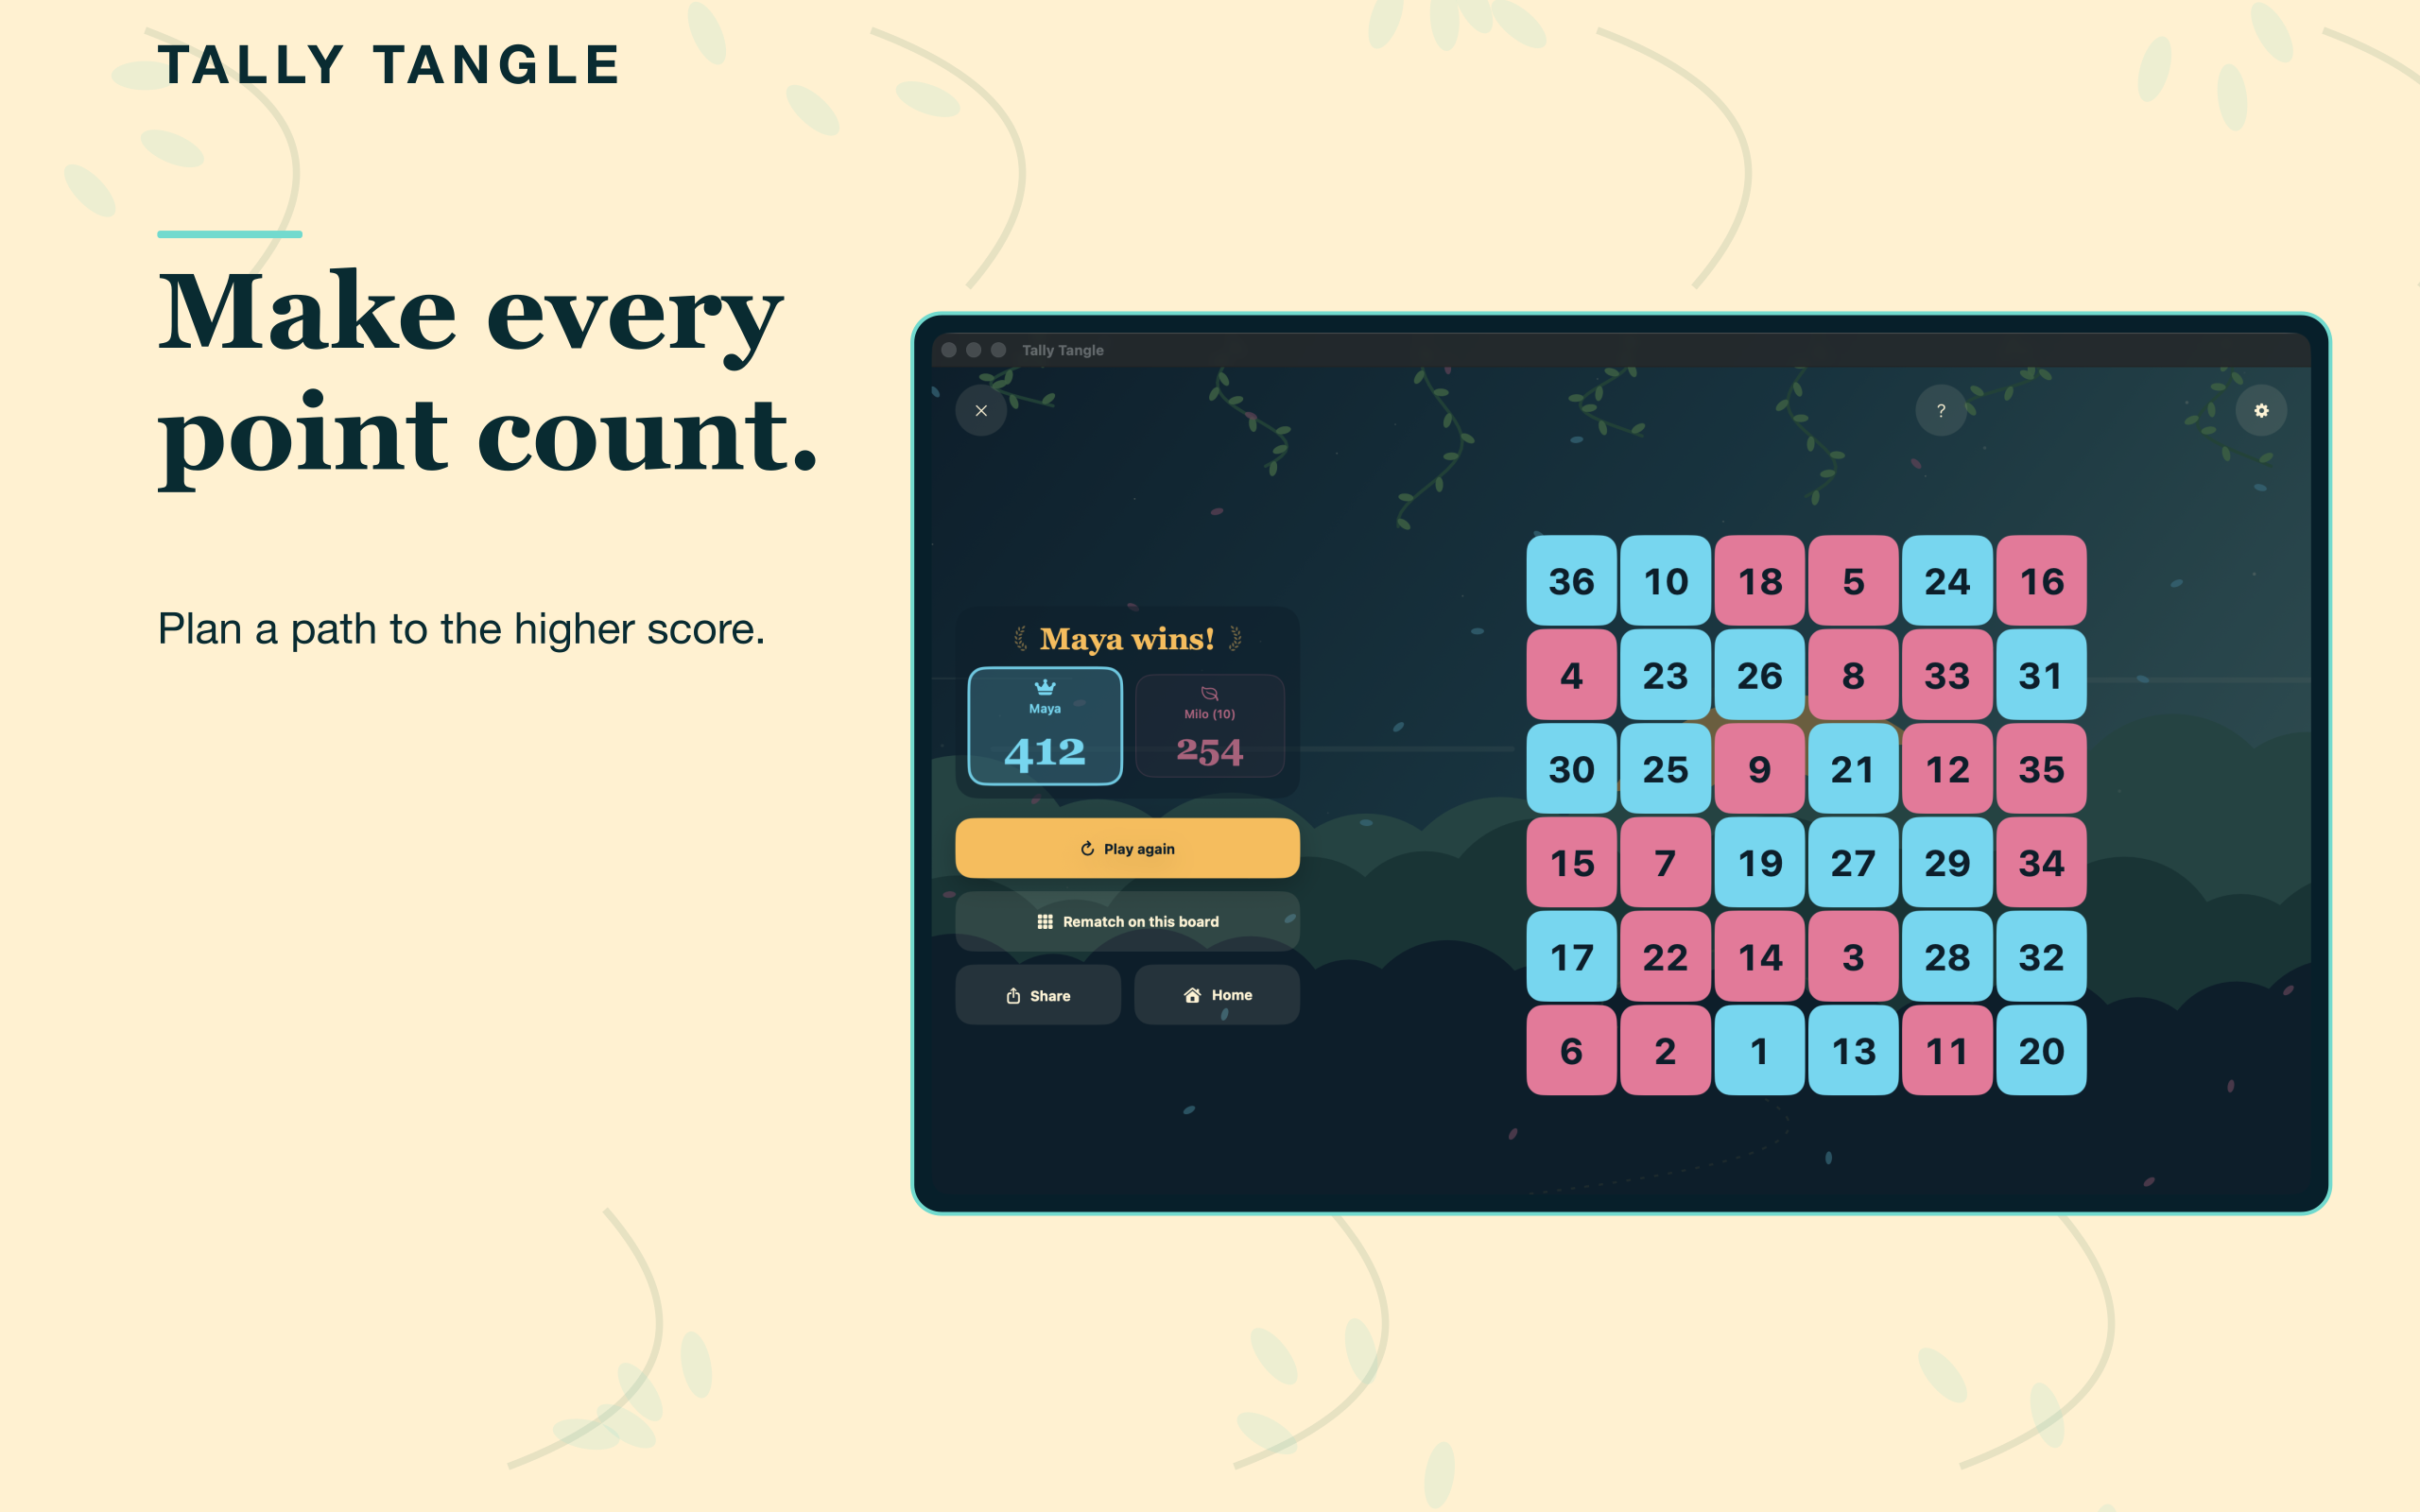 TALLY TANGLE
Make every
point count.
Plan a path to the higher score.
Tally Tangle
?
Maya wins!
Maya
412
Milo (10)
254
Play again
Rematch on this board
Share
Home
36 10 18 5 24 16
4 23 26 8 33 31
30 25 9 21 12 35
15 7 19 27 29 34
17 22 14 3 28 32
6 2 1 13 11 20